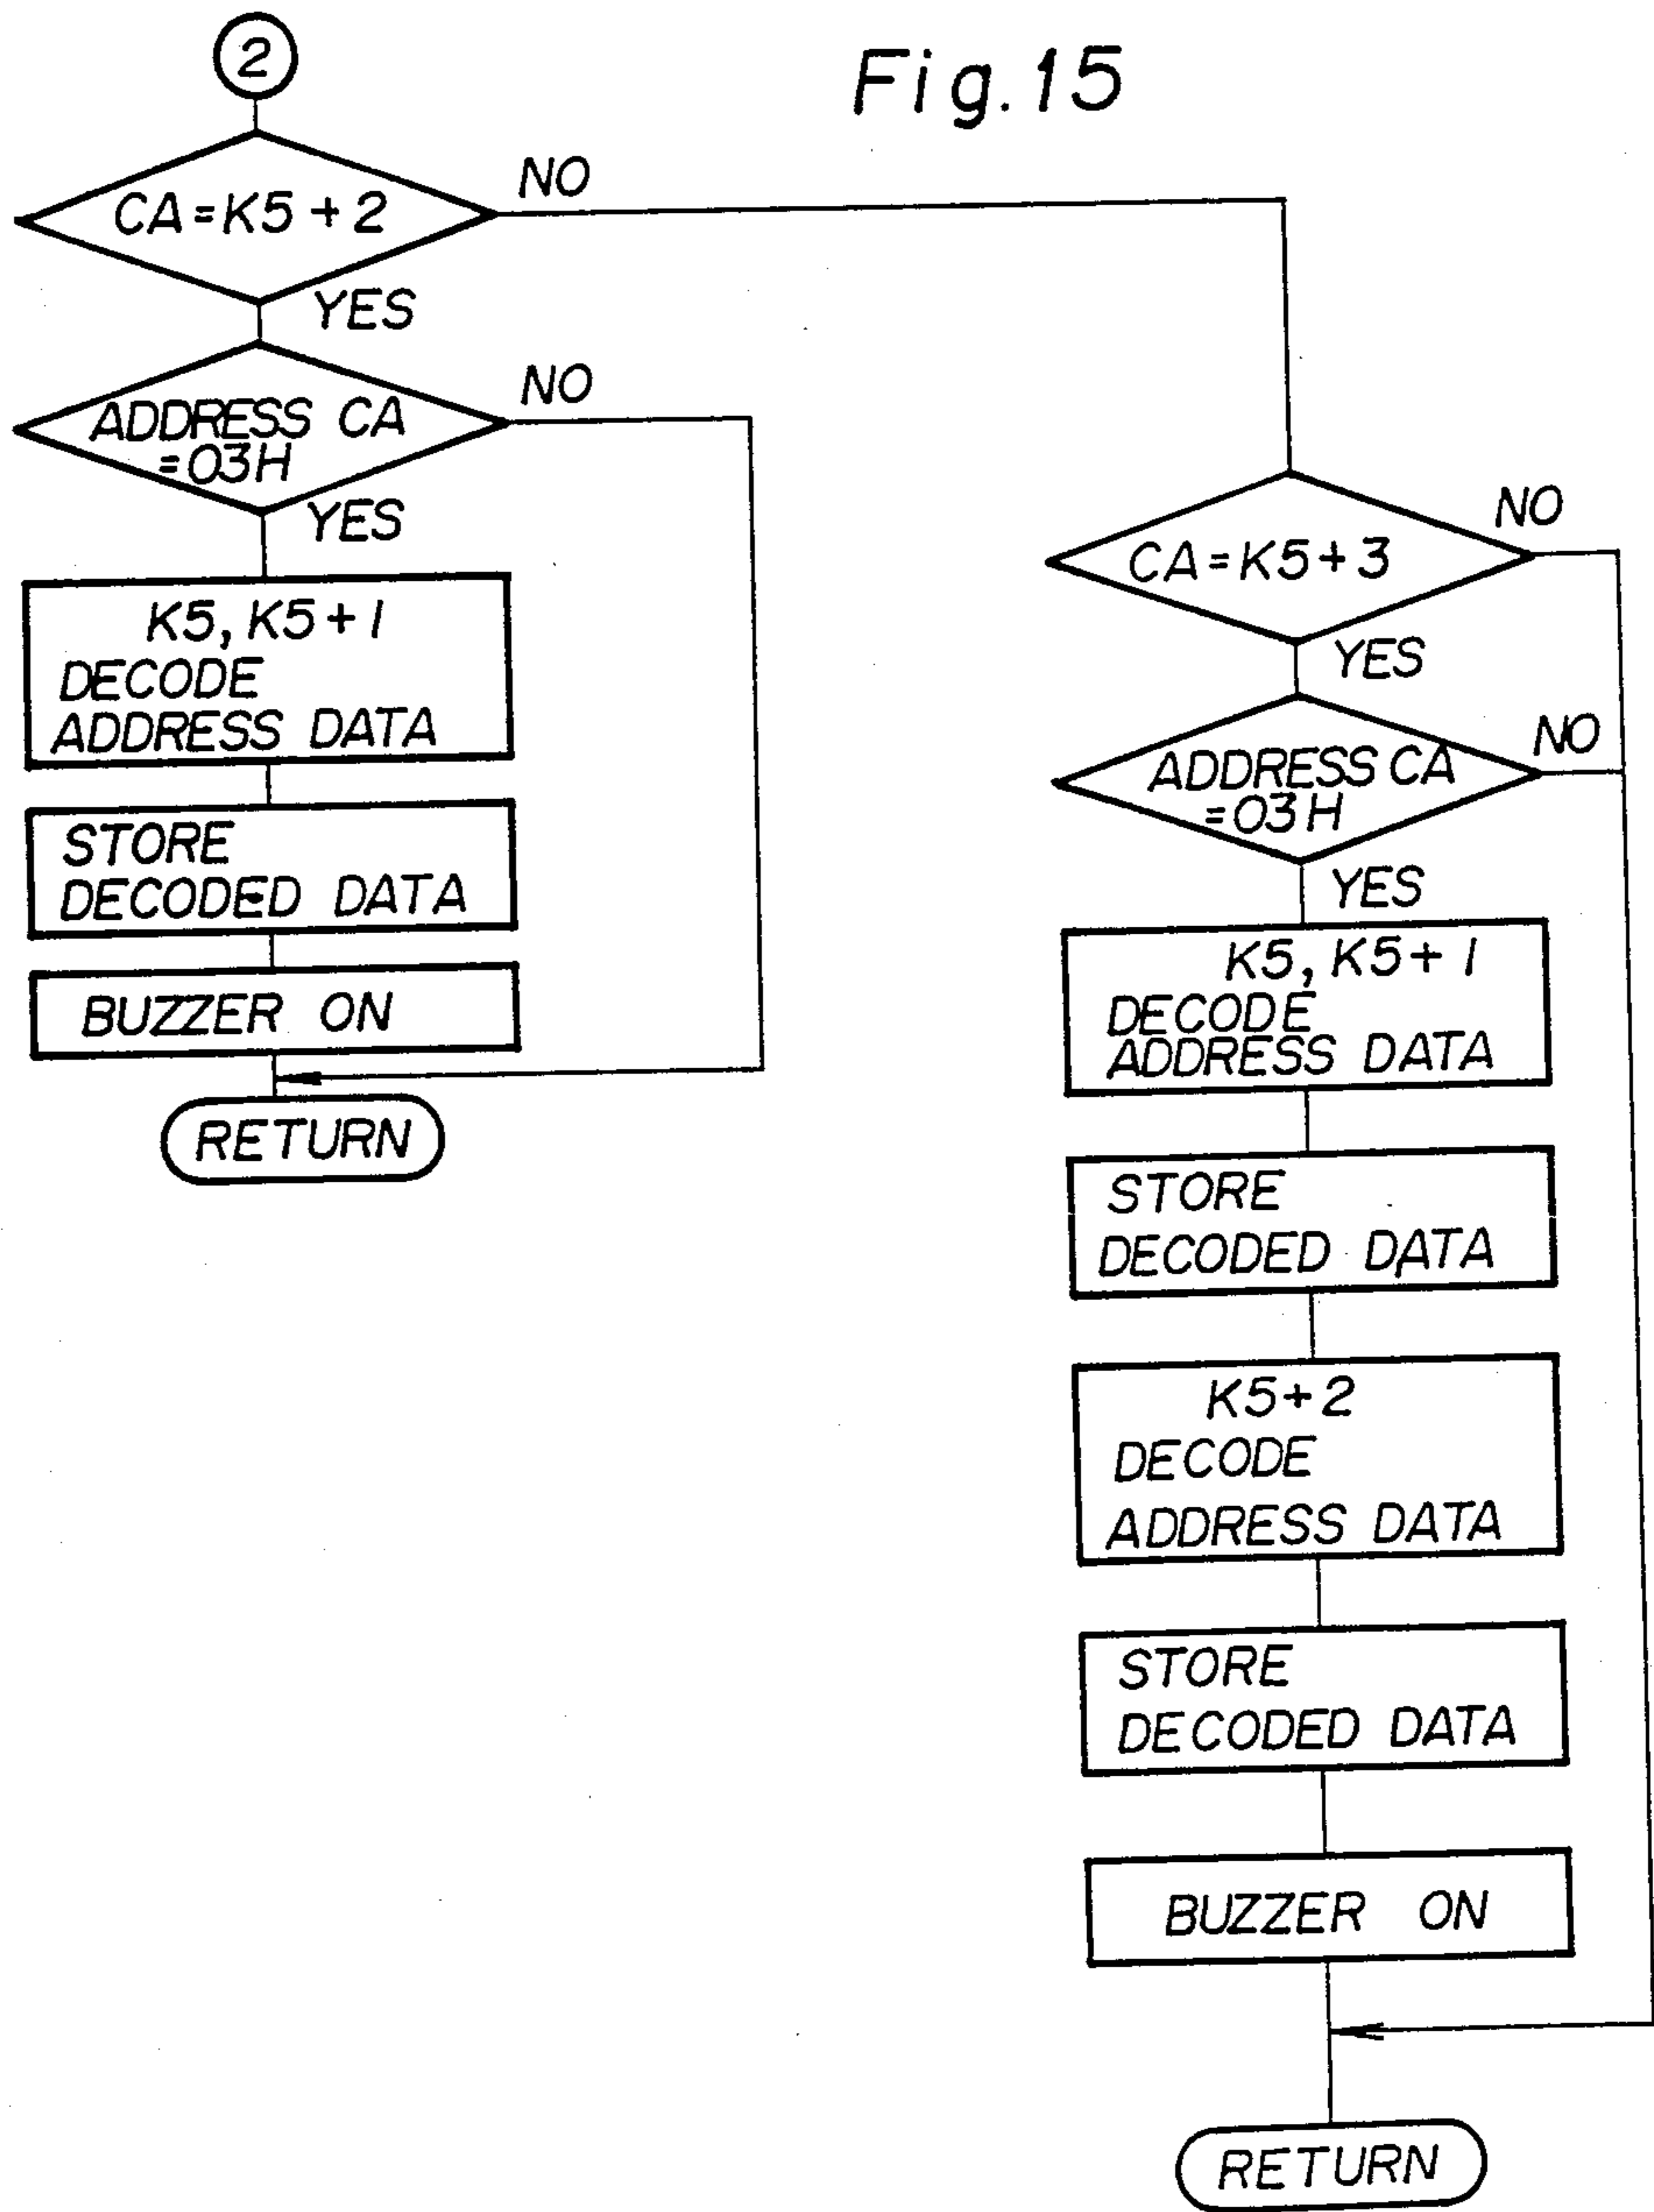 Fig. 15
2
CA=K5+2
NO
YES
ADDRESS CA
=03H
NO
YES
K5, K5+1
DECODE
ADDRESS DATA
STORE
DECODED DATA
BUZZER ON
RETURN
CA=K5+3
NO
YES
ADDRESS CA
=03H
NO
YES
K5, K5+1
DECODE
ADDRESS DATA
STORE
DECODED DATA
K5+2
DECODE
ADDRESS DATA
STORE
DECODED DATA
BUZZER ON
RETURN